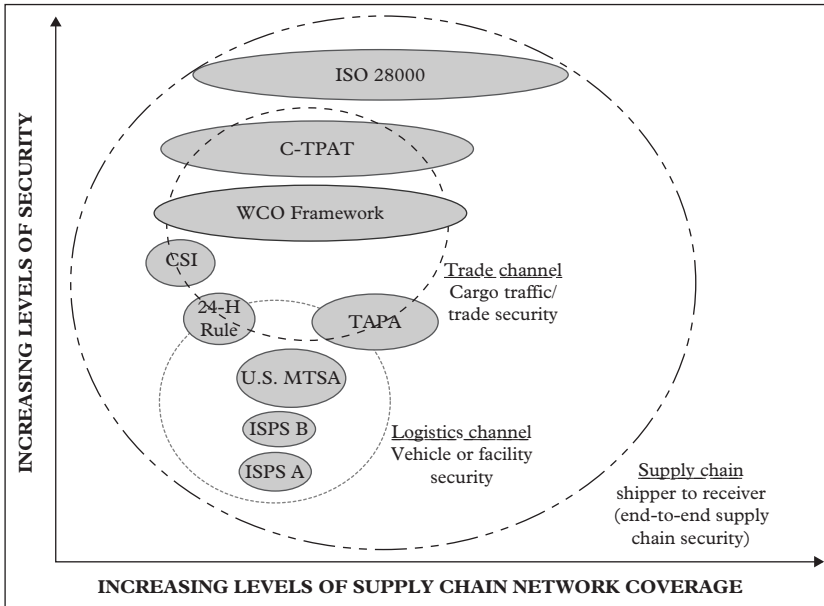 INCREASING LEVELS OF SECURITY
ISO 28000
C-TPAT
WCO Framework
CSI
24-H
Rule
TAPA
Trade channel
Cargo traffic/
trade security
U.S. MTSA
ISPS B
ISPS A
Logistics channel
Vehicle or facility
security
Supply chain
shipper to receiver
(end-to-end supply
chain security)
INCREASING LEVELS OF SUPPLY CHAIN NETWORK COVERAGE